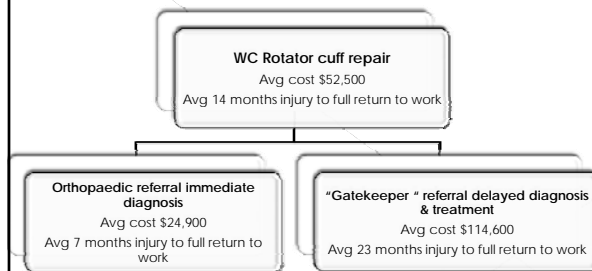 WC Rotator cuff repair
Avg cost $52,500
Avg 14 months injury to full return to work
Orthopaedic referral immediate
diagnosis
Avg cost $24,900
Avg 7 months injury to full return to
work
"Gatekeeper " referral delayed diagnosis
& treatment
Avg cost $114,600
Avg 23 months injury to full return to work